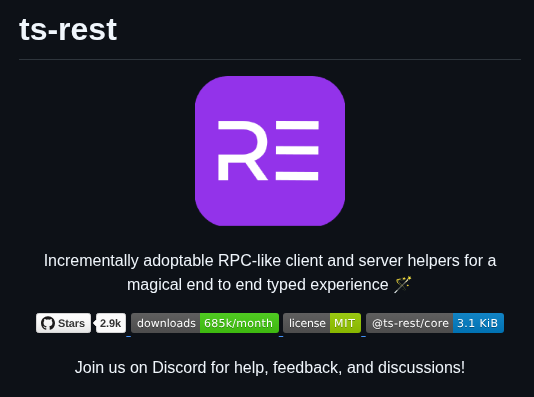 ts-rest
RE
Incrementally adoptable RPC-like client and server helpers for a
magical end to end typed experience 🪄
Stars 2.9k downloads 685k/month license MIT @ts-rest/core 3.1 KiB
Join us on Discord for help, feedback, and discussions!